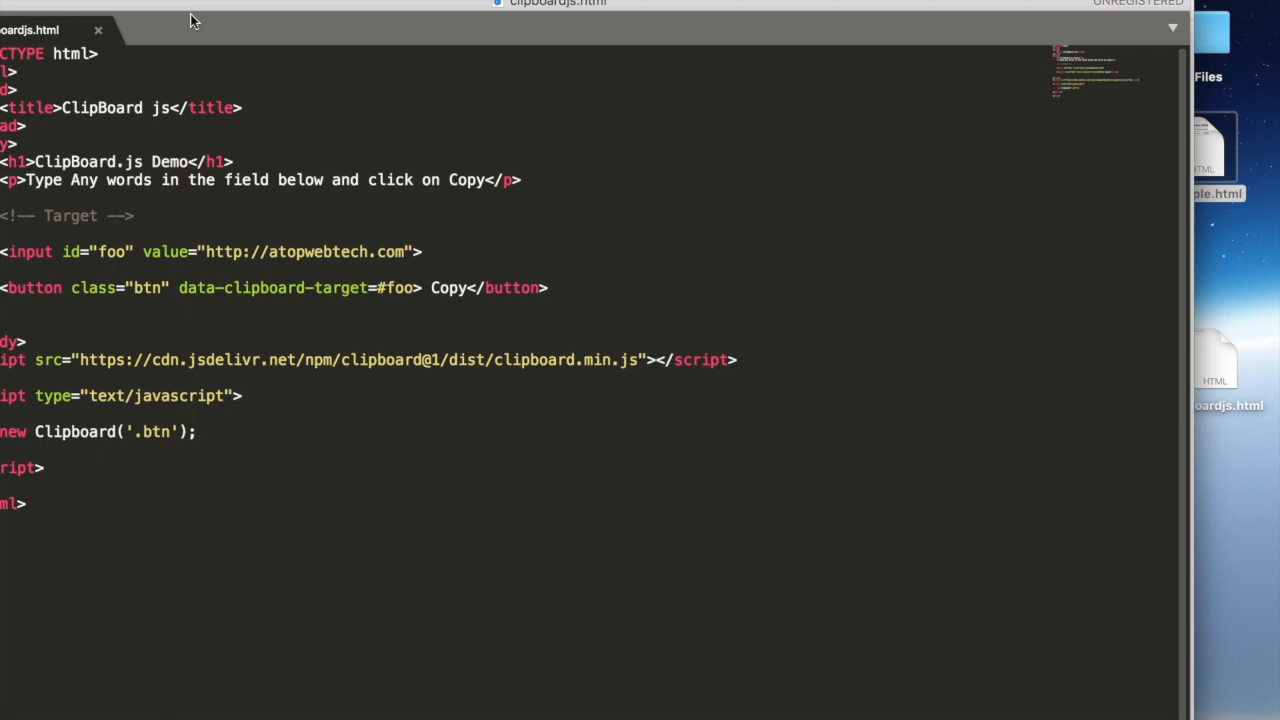 clipboardjs.html
UNREGISTERED
oardjs.html
CTYPE html>
l>
d>
<title>ClipBoard js</title>
ad>
y>
<h1>ClipBoard.js Demo</h1>
<p>Type Any words in the field below and click on Copy</p>
<!-- Target -->
<input id="foo" value="http://atopwebtech.com">
<button class="btn" data-clipboard-target=#foo> Copy</button>
dy>
ipt src="https://cdn.jsdelivr.net/npm/clipboard@1/dist/clipboard.min.js"></script>
ipt type="text/javascript">
new Clipboard('.btn');
ript>
ml>
Files
HTML
ple.html
HTML
oardjs.html